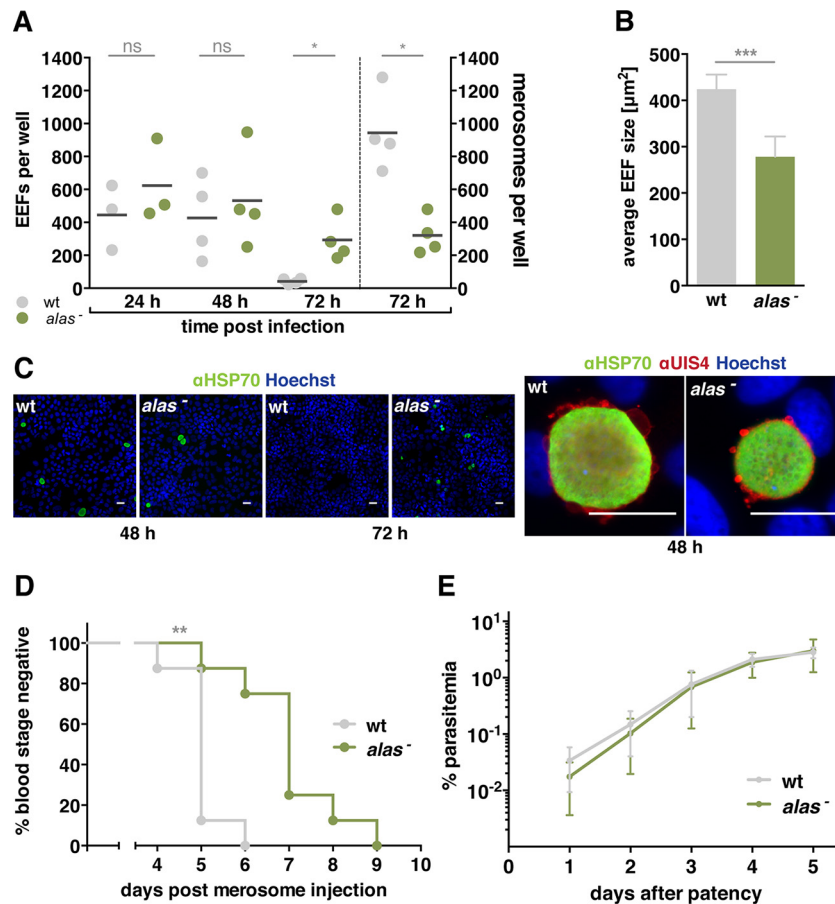 A
ns
ns
*
*
1400
1200
1000
800
600
400
200
0
EEFs per well
1400
1200
1000
800
600
400
200
0
merosomes per well
24 h
48 h
72 h
72 h
wt
alas -
time post infection
B
***
500
400
300
200
100
0
average EEF size [µm²]
wt
alas -
C
αHSP70 Hoechst
wt
alas -
wt
alas -
48 h
72 h
αHSP70 αUIS4 Hoechst
wt
alas -
48 h
D
**
100
80
60
40
20
0
% blood stage negative
wt
alas -
4 5 6 7 8 9 10
days post merosome injection
E
10¹
10⁰
10⁻¹
10⁻²
% parasitemia
wt
alas -
0 1 2 3 4 5
days after patency